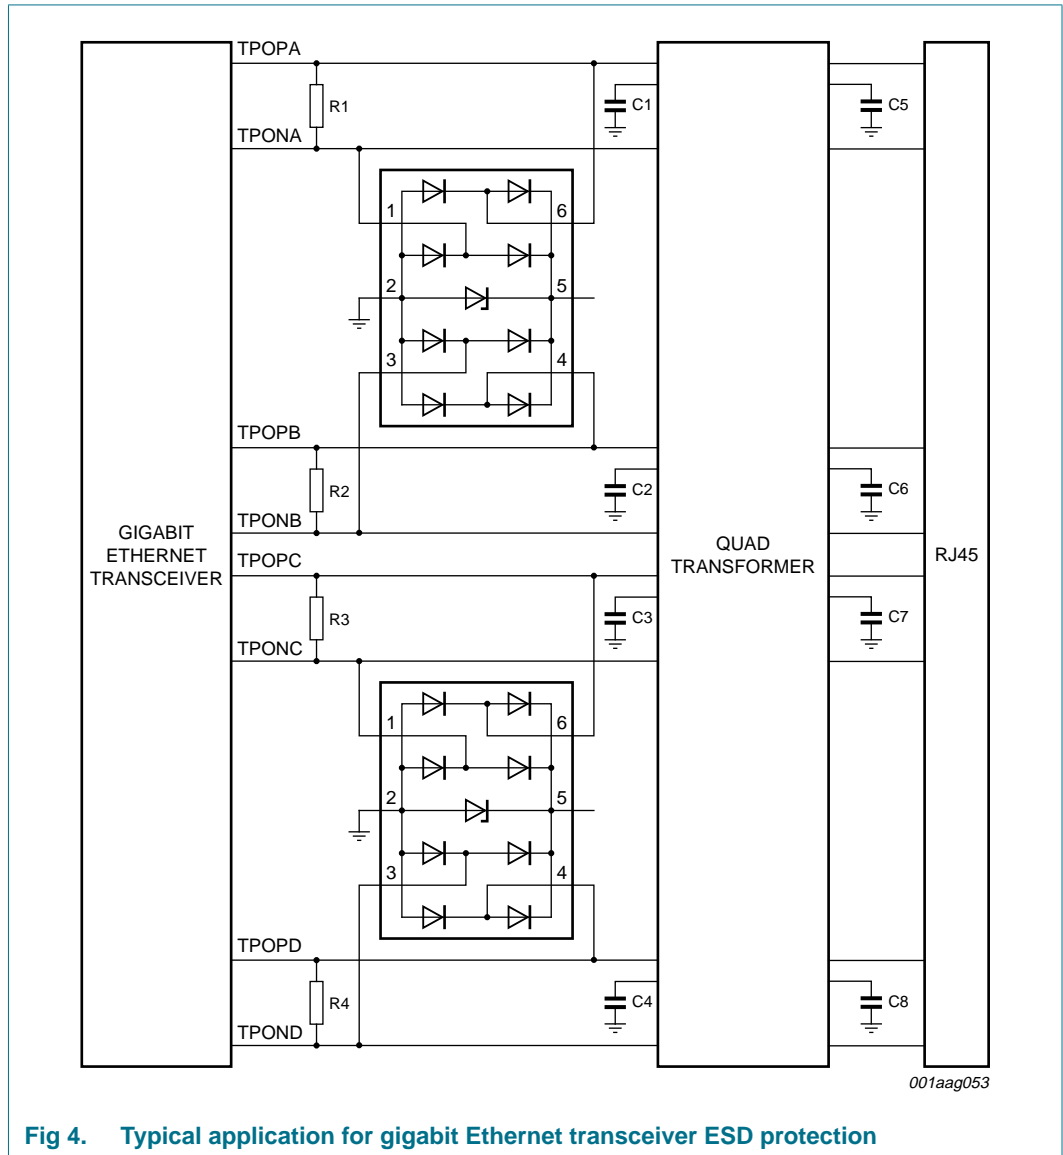 TPOPA
R1
C1
C5
TPONA
1
6
2
5
3
4
TPOPB
R2
C2
C6
TPONB
GIGABIT
ETHERNET
TRANSCEIVER
QUAD
TRANSFORMER
RJ45
TPOPC
R3
C3
C7
TPONC
1
6
2
5
3
4
TPOPD
R4
C4
C8
TPOND
001aag053
Fig 4. Typical application for gigabit Ethernet transceiver ESD protection